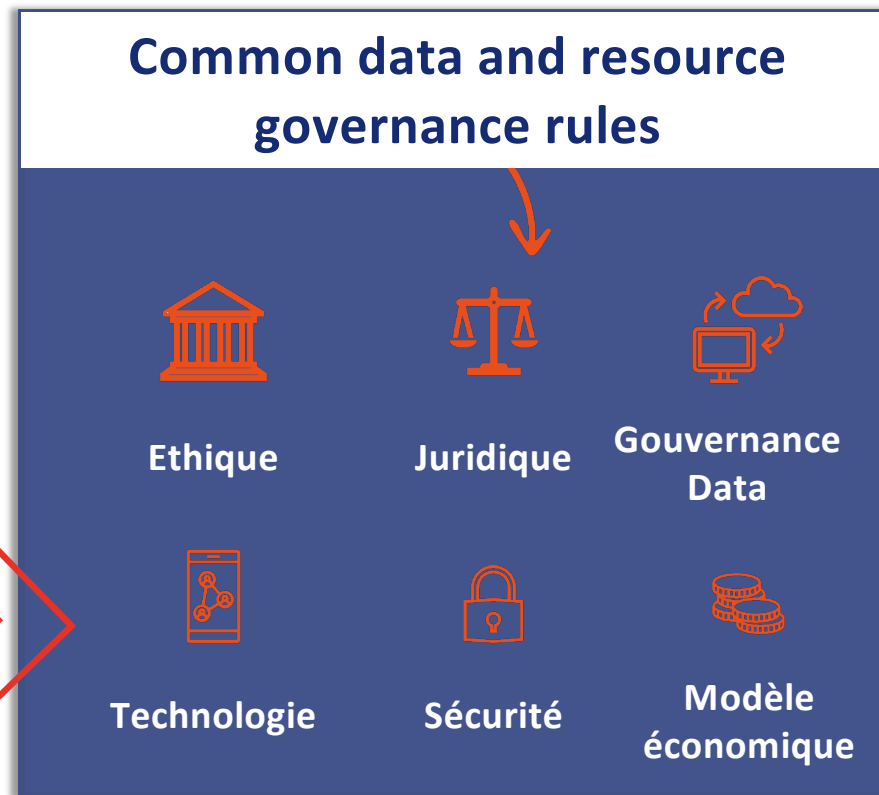 Common data and resource
governance rules
Ethique
Juridique
Gouvernance
Data
Technologie
Sécurité
Modèle
économique